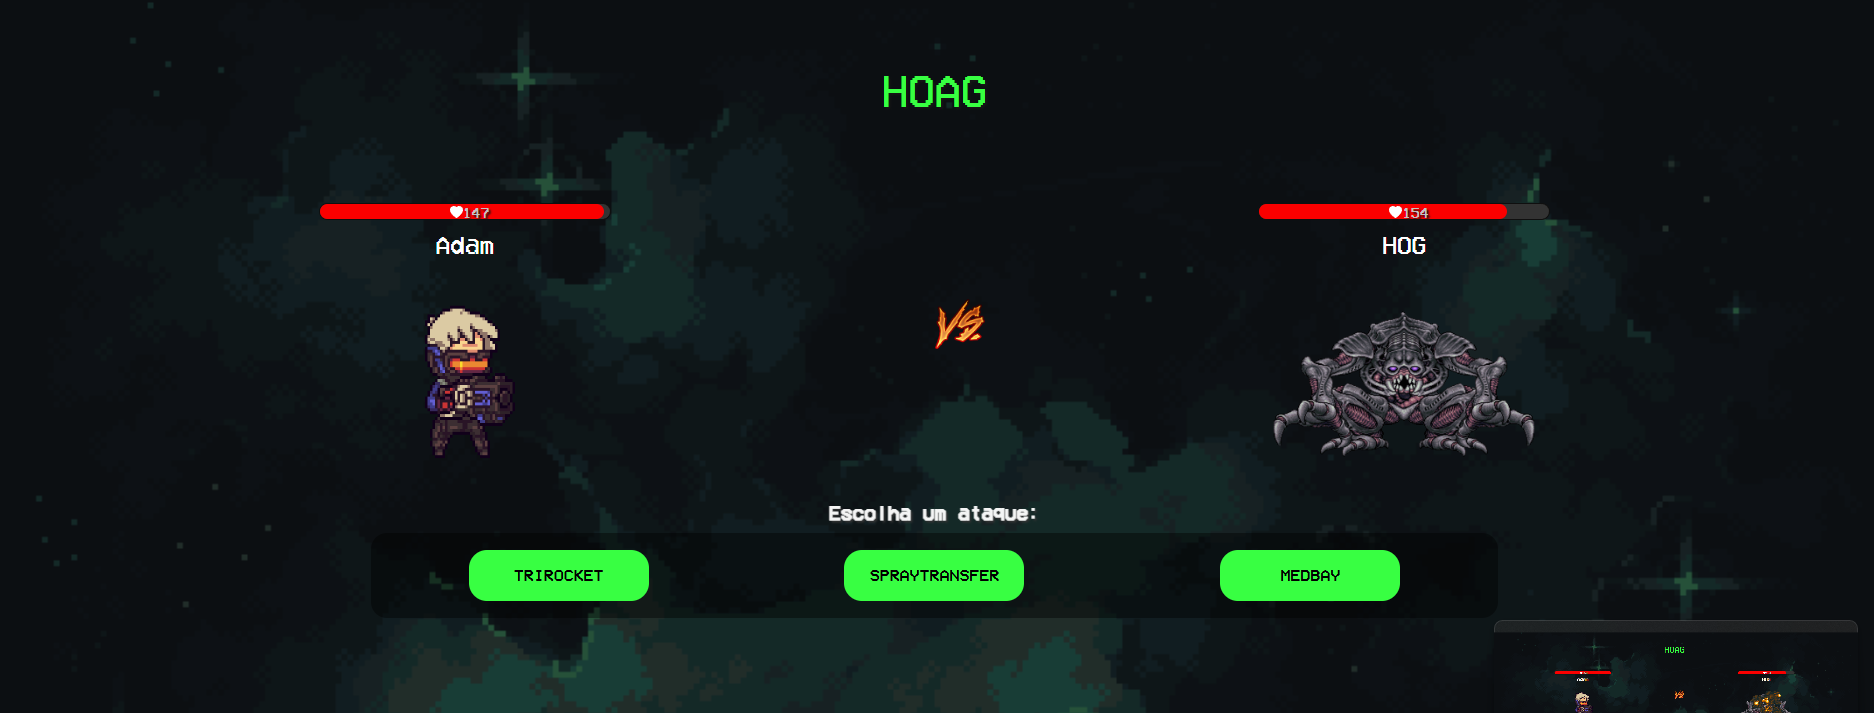 HOAG
147
154
Adam
HOG
VS
Escolha um ataque:
TRIROCKET
SPRAYTRANSFER
MEDBAY
HOAG